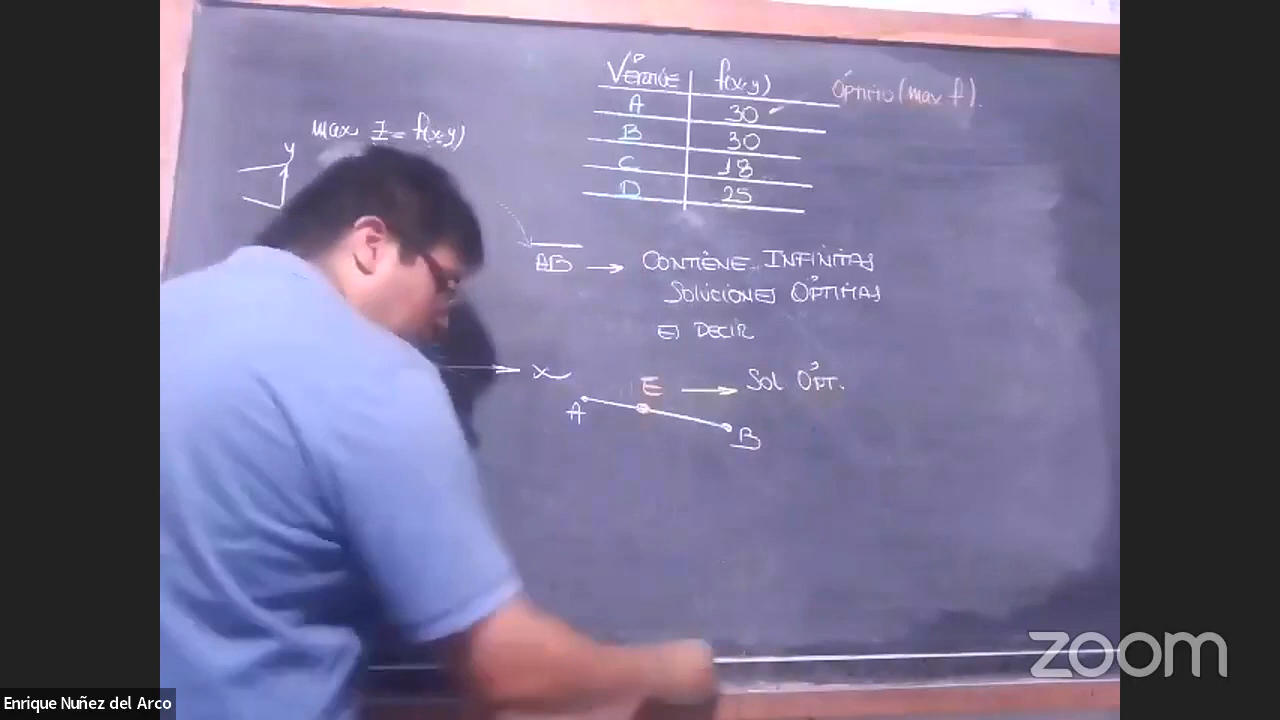 VÉRTICE f(x,y) ÓPTIMO (max f).
A 30
B 30
C 18
D 25
max Z = f(x,y)
y
AB → CONTIENE INFINITAS
SOLUCIONES ÓPTIMAS
ES DECIR
x
E → SOL ÓPT.
A
B
zoom
Enrique Nuñez del Arco